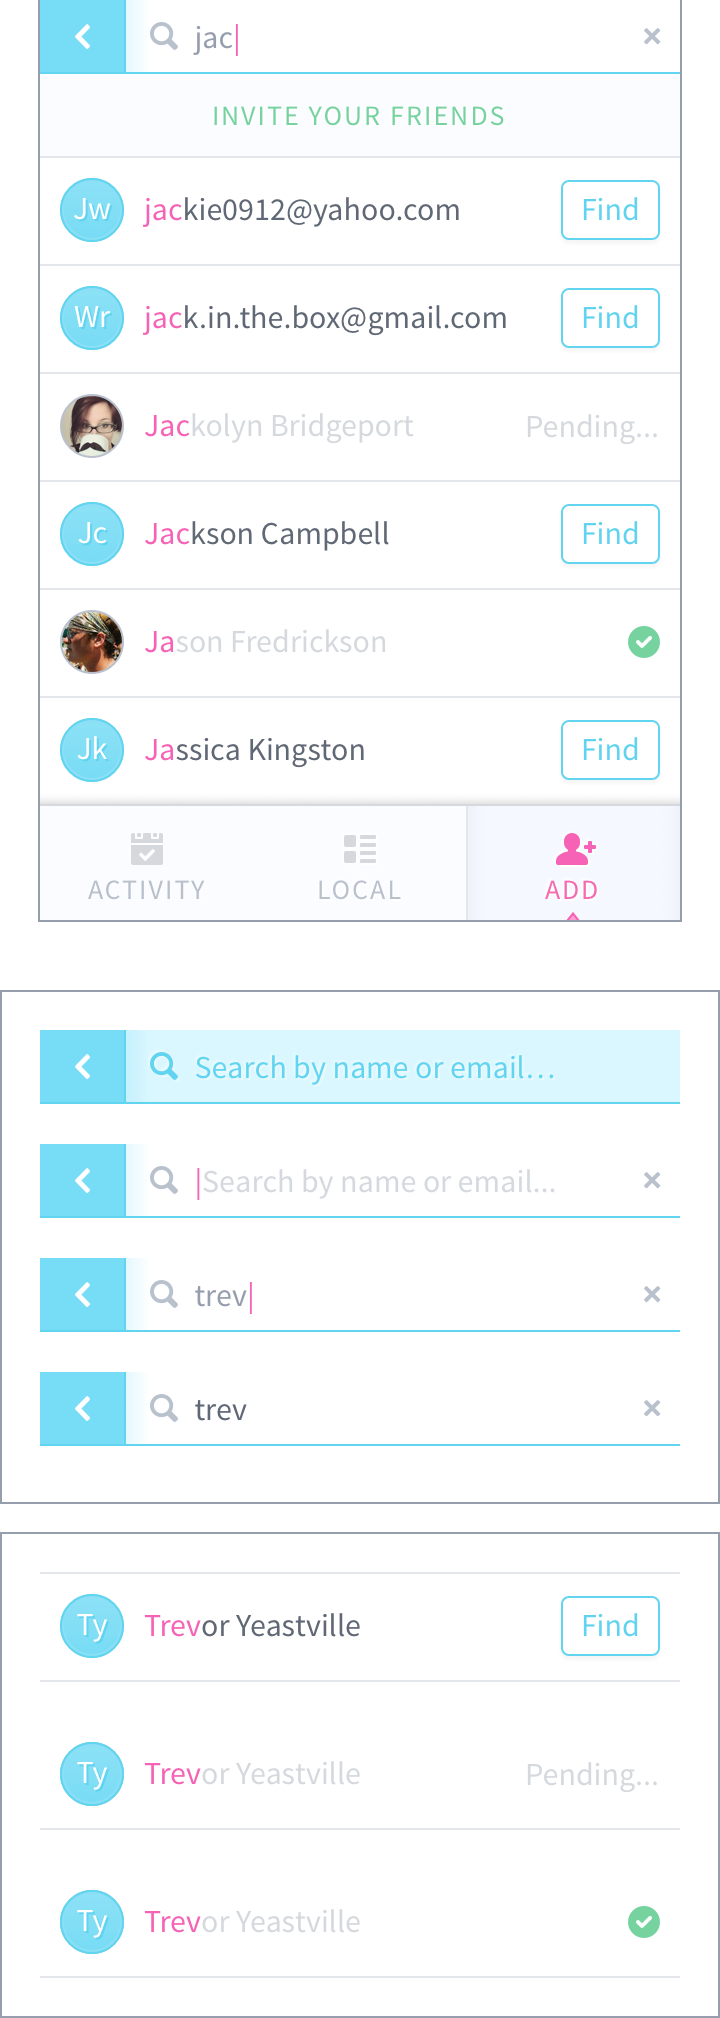 jac
INVITE YOUR FRIENDS
Jw jackie0912@yahoo.com Find
Wr jack.in.the.box@gmail.com Find
Jackolyn Bridgeport Pending...
Jc Jackson Campbell Find
Jason Fredrickson
Jk Jassica Kingston Find
ACTIVITY LOCAL ADD
Search by name or email...
Search by name or email...
trev
trev
Ty Trevor Yeastville Find
Ty Trevor Yeastville Pending...
Ty Trevor Yeastville